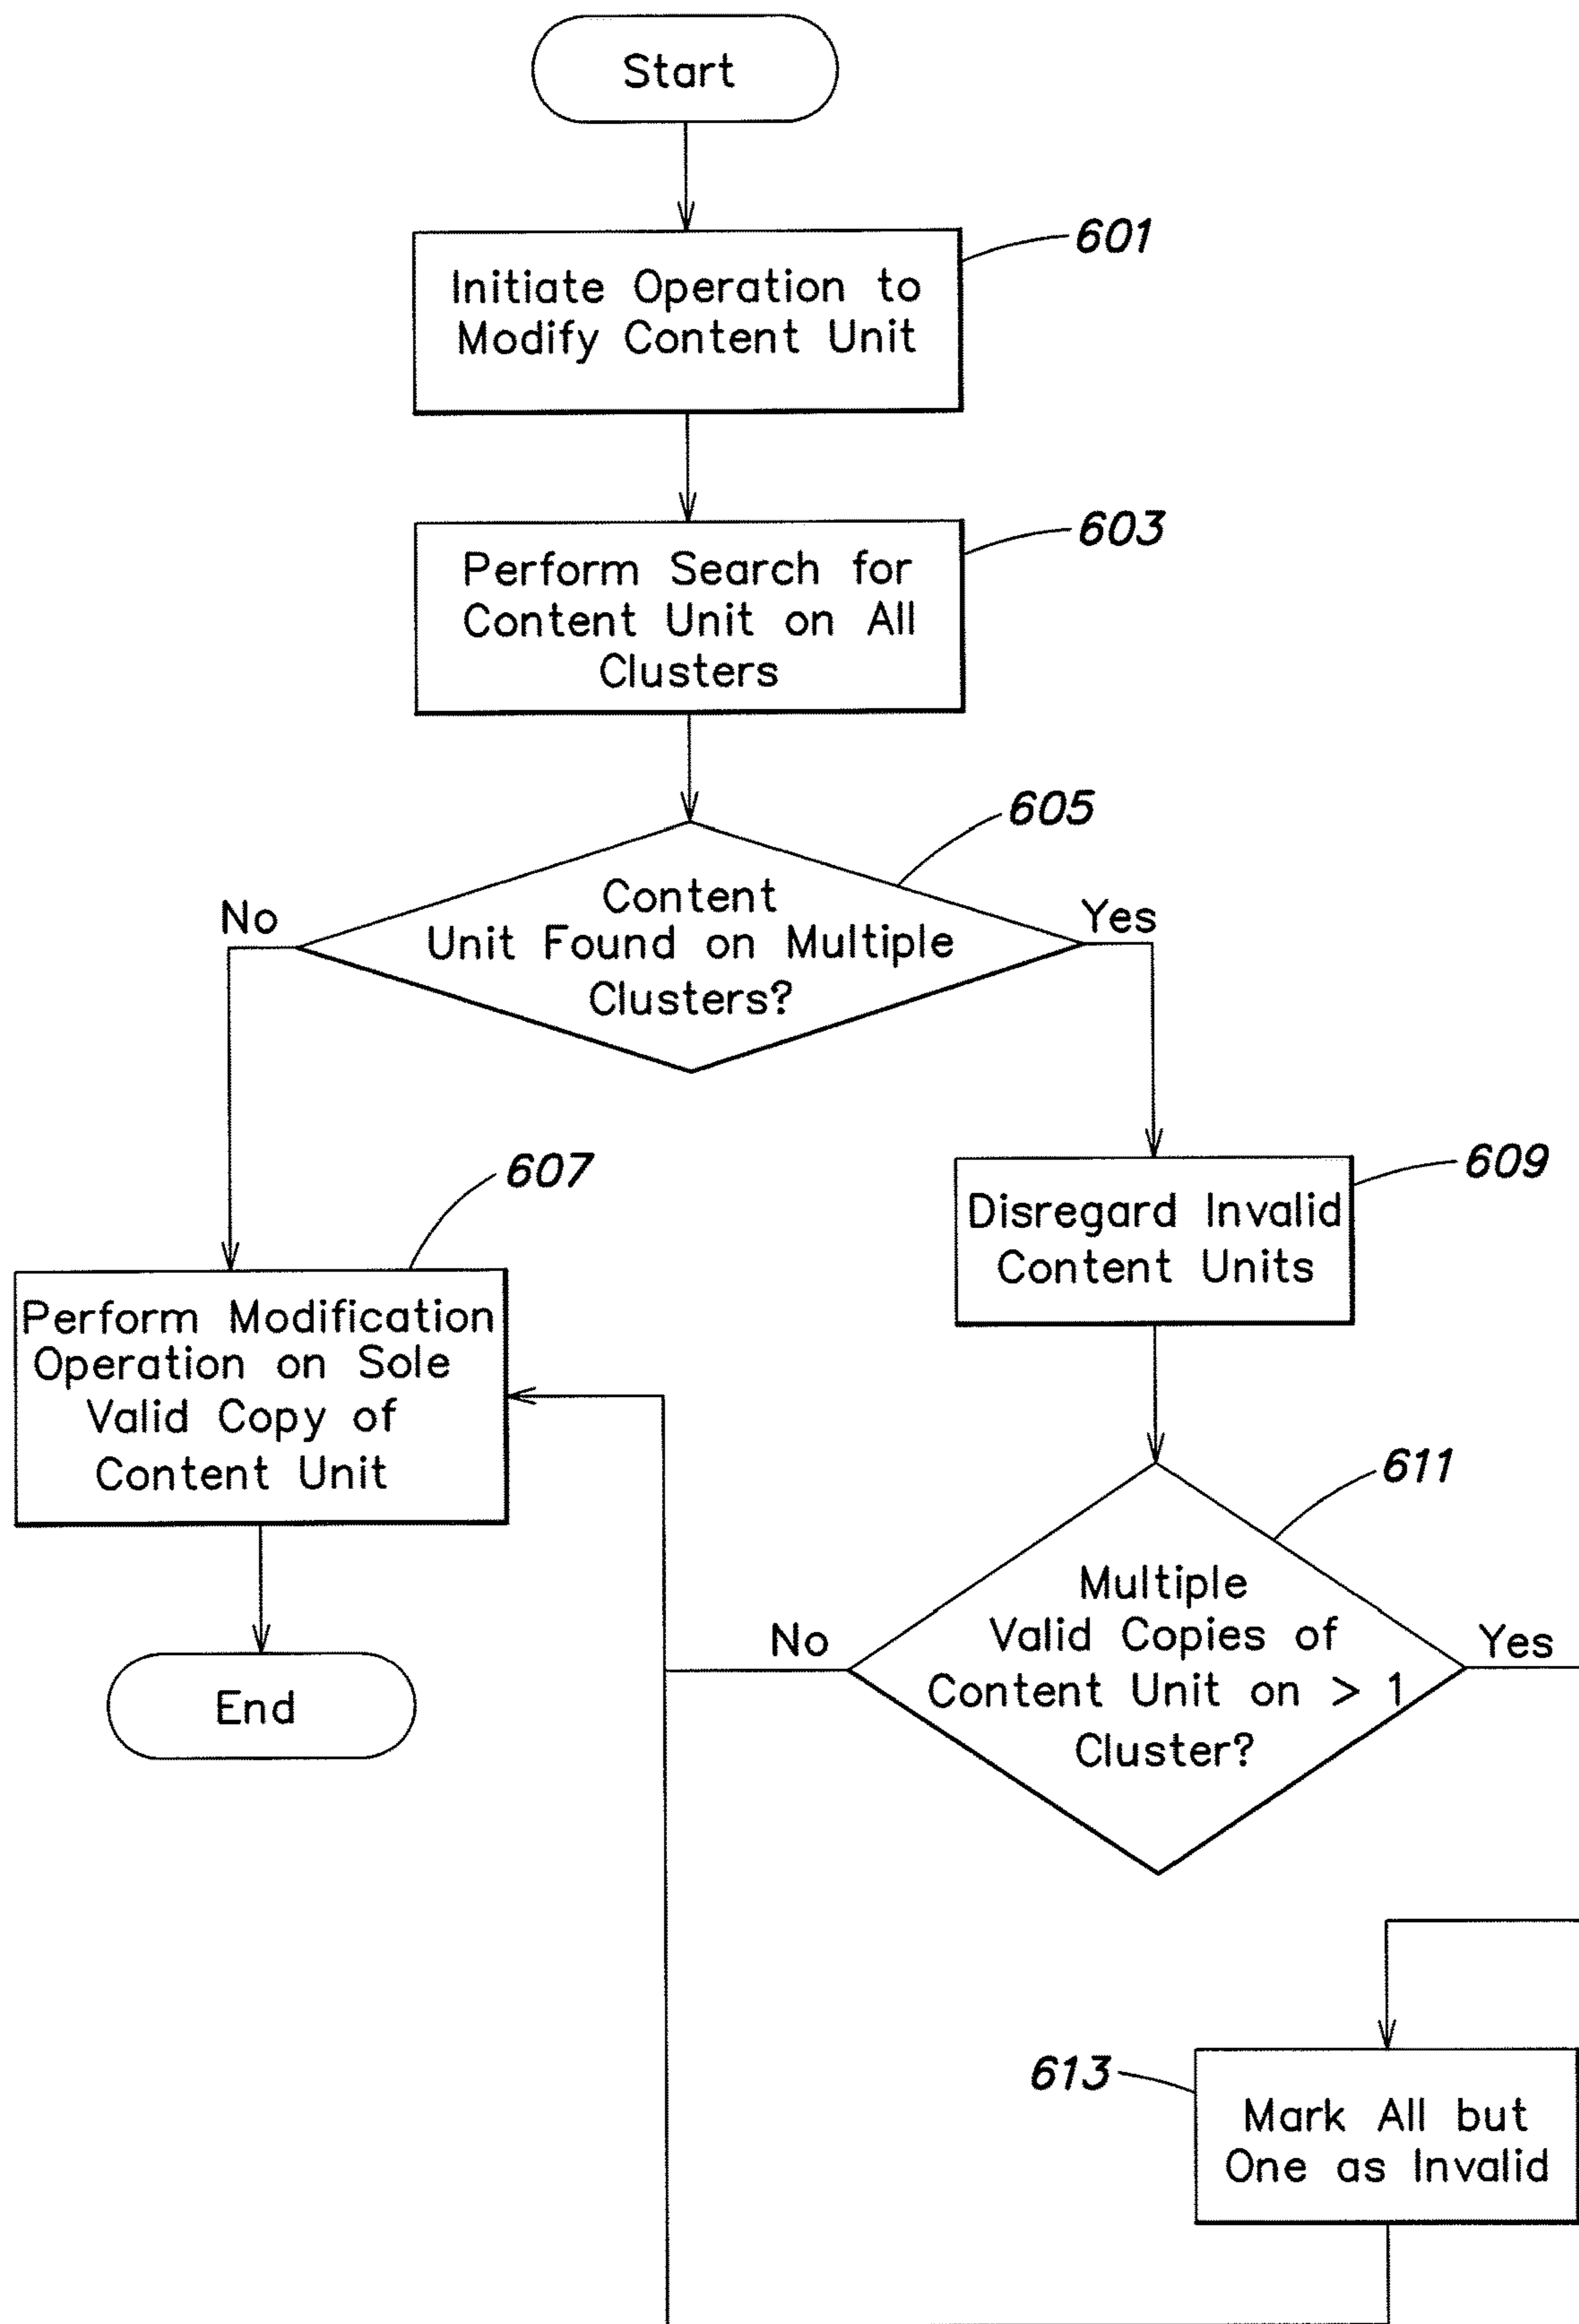 Start
601
Initiate Operation to
Modify Content Unit
603
Perform Search for
Content Unit on All
Clusters
605
Content
Unit Found on Multiple
Clusters?
No
Yes
607
Perform Modification
Operation on Sole
Valid Copy of
Content Unit
609
Disregard Invalid
Content Units
611
Multiple
Valid Copies of
Content Unit on > 1
Cluster?
No
Yes
End
613
Mark All but
One as Invalid